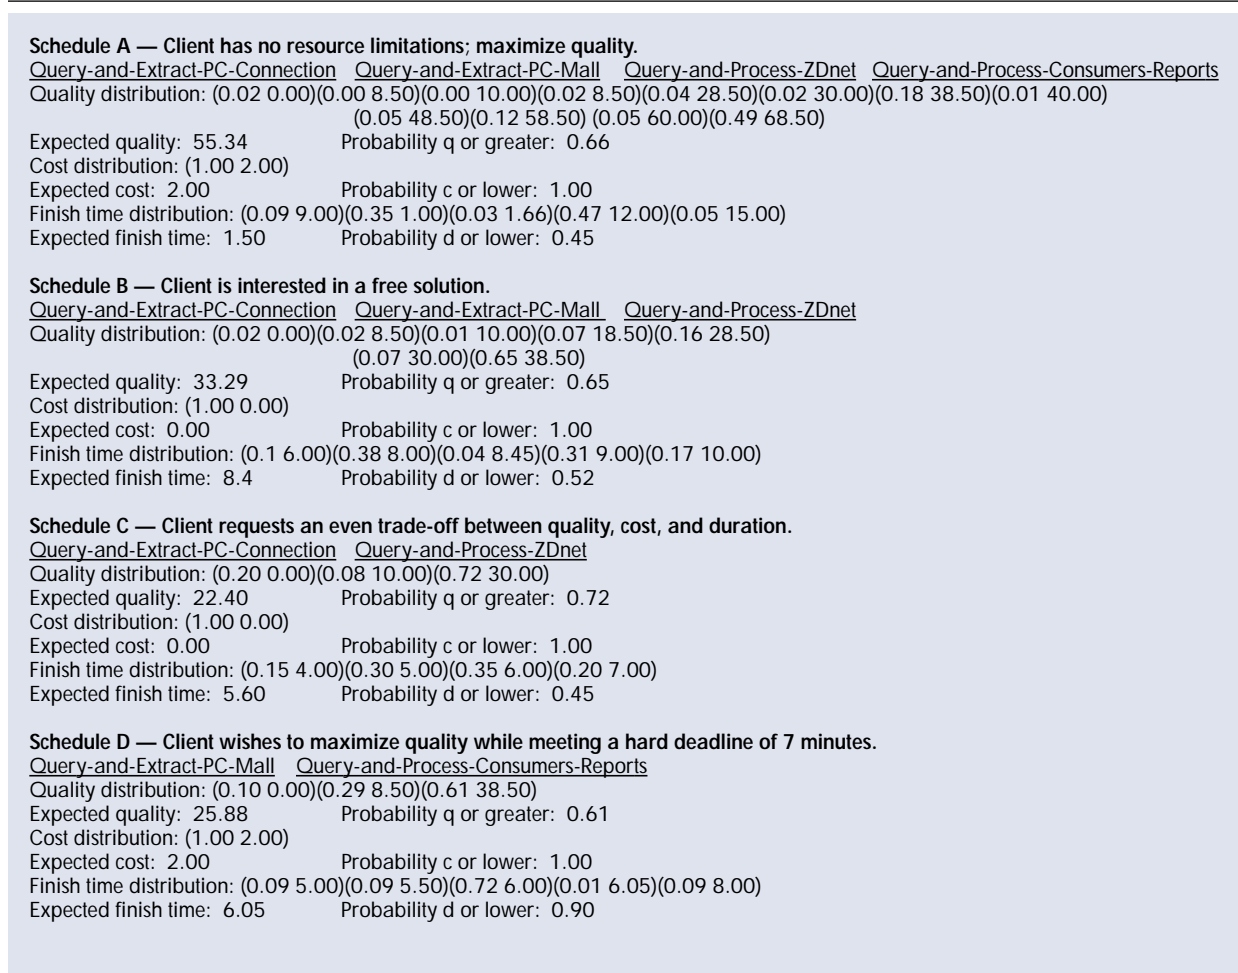 Schedule A — Client has no resource limitations; maximize quality.
Query-and-Extract-PC-Connection Query-and-Extract-PC-Mall Query-and-Process-ZDnet Query-and-Process-Consumers-Reports
Quality distribution: (0.02 0.00)(0.00 8.50)(0.00 10.00)(0.02 8.50)(0.04 28.50)(0.02 30.00)(0.18 38.50)(0.01 40.00)
(0.05 48.50)(0.12 58.50) (0.05 60.00)(0.49 68.50)
Expected quality: 55.34 Probability q or greater: 0.66
Cost distribution: (1.00 2.00)
Expected cost: 2.00 Probability c or lower: 1.00
Finish time distribution: (0.09 9.00)(0.35 1.00)(0.03 1.66)(0.47 12.00)(0.05 15.00)
Expected finish time: 1.50 Probability d or lower: 0.45
Schedule B — Client is interested in a free solution.
Query-and-Extract-PC-Connection Query-and-Extract-PC-Mall Query-and-Process-ZDnet
Quality distribution: (0.02 0.00)(0.02 8.50)(0.01 10.00)(0.07 18.50)(0.16 28.50)
(0.07 30.00)(0.65 38.50)
Expected quality: 33.29 Probability q or greater: 0.65
Cost distribution: (1.00 0.00)
Expected cost: 0.00 Probability c or lower: 1.00
Finish time distribution: (0.1 6.00)(0.38 8.00)(0.04 8.45)(0.31 9.00)(0.17 10.00)
Expected finish time: 8.4 Probability d or lower: 0.52
Schedule C — Client requests an even trade-off between quality, cost, and duration.
Query-and-Extract-PC-Connection Query-and-Process-ZDnet
Quality distribution: (0.20 0.00)(0.08 10.00)(0.72 30.00)
Expected quality: 22.40 Probability q or greater: 0.72
Cost distribution: (1.00 0.00)
Expected cost: 0.00 Probability c or lower: 1.00
Finish time distribution: (0.15 4.00)(0.30 5.00)(0.35 6.00)(0.20 7.00)
Expected finish time: 5.60 Probability d or lower: 0.45
Schedule D — Client wishes to maximize quality while meeting a hard deadline of 7 minutes.
Query-and-Extract-PC-Mall Query-and-Process-Consumers-Reports
Quality distribution: (0.10 0.00)(0.29 8.50)(0.61 38.50)
Expected quality: 25.88 Probability q or greater: 0.61
Cost distribution: (1.00 2.00)
Expected cost: 2.00 Probability c or lower: 1.00
Finish time distribution: (0.09 5.00)(0.09 5.50)(0.72 6.00)(0.01 6.05)(0.09 8.00)
Expected finish time: 6.05 Probability d or lower: 0.90